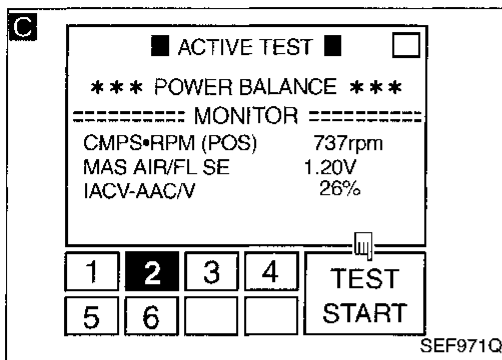 C
■ ACTIVE TEST ■
*** POWER BALANCE ***
========= MONITOR =========
CMPS•RPM (POS) 737rpm
MAS AIR/FL SE 1.20V
IACV-AAC/V 26%
1 2 3 4 TEST
5 6 START
SEF971Q